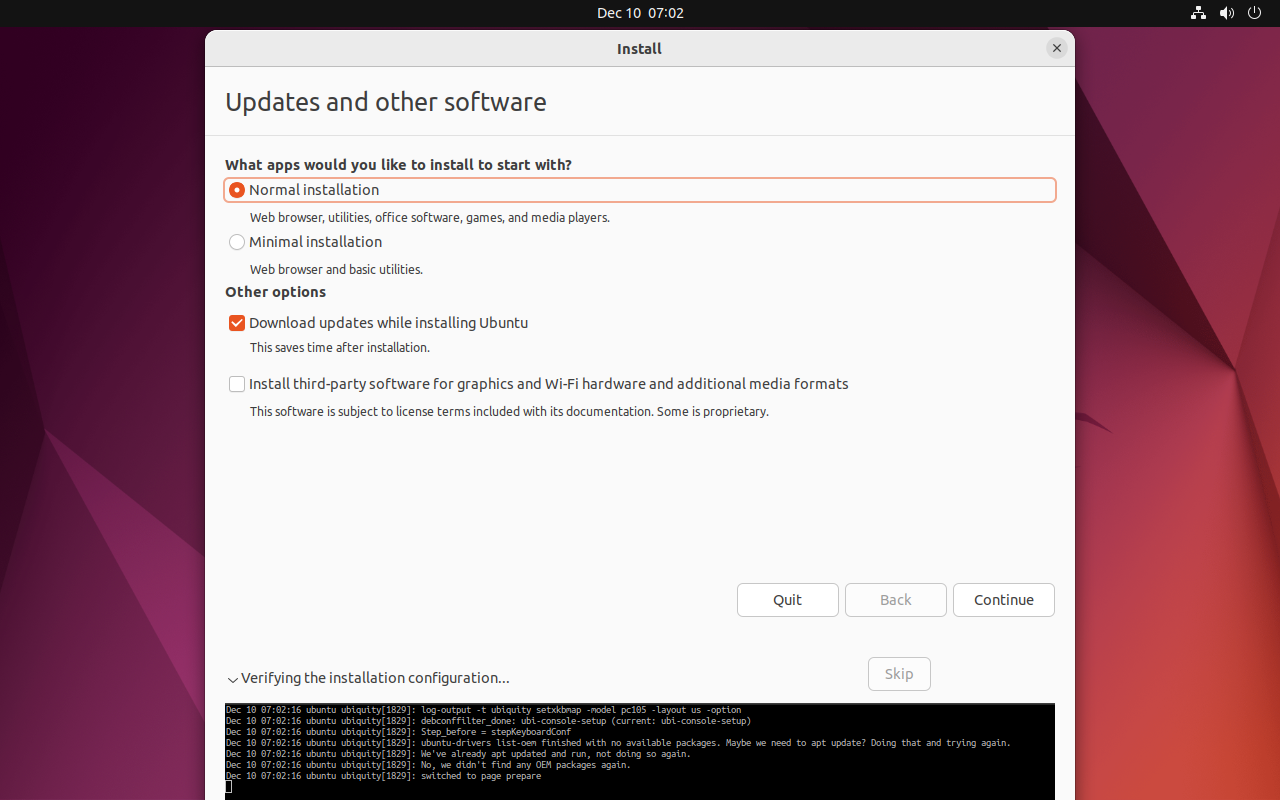 Dec 10 07:02
Install
Updates and other software
What apps would you like to install to start with?
Normal installation
Web browser, utilities, office software, games, and media players.
Minimal installation
Web browser and basic utilities.
Other options
Download updates while installing Ubuntu
This saves time after installation.
Install third-party software for graphics and Wi-Fi hardware and additional media formats
This software is subject to license terms included with its documentation. Some is proprietary.
Quit
Back
Continue
Verifying the installation configuration...
Skip
Dec 10 07:02:16 ubuntu ubiquity[1829]: log-output -t ubiquity setxkbmap -model pc105 -layout us -option
Dec 10 07:02:16 ubuntu ubiquity[1829]: debconffilter_done: ubi-console-setup (current: ubi-console-setup)
Dec 10 07:02:16 ubuntu ubiquity[1829]: Step_before = stepKeyboardConf
Dec 10 07:02:16 ubuntu ubiquity[1829]: ubuntu-drivers list-oem finished with no available packages. Maybe we need to apt update? Doing that and trying again.
Dec 10 07:02:16 ubuntu ubiquity[1829]: We've already apt updated and run, not doing so again.
Dec 10 07:02:16 ubuntu ubiquity[1829]: No, we didn't find any OEM packages again.
Dec 10 07:02:16 ubuntu ubiquity[1829]: switched to page prepare